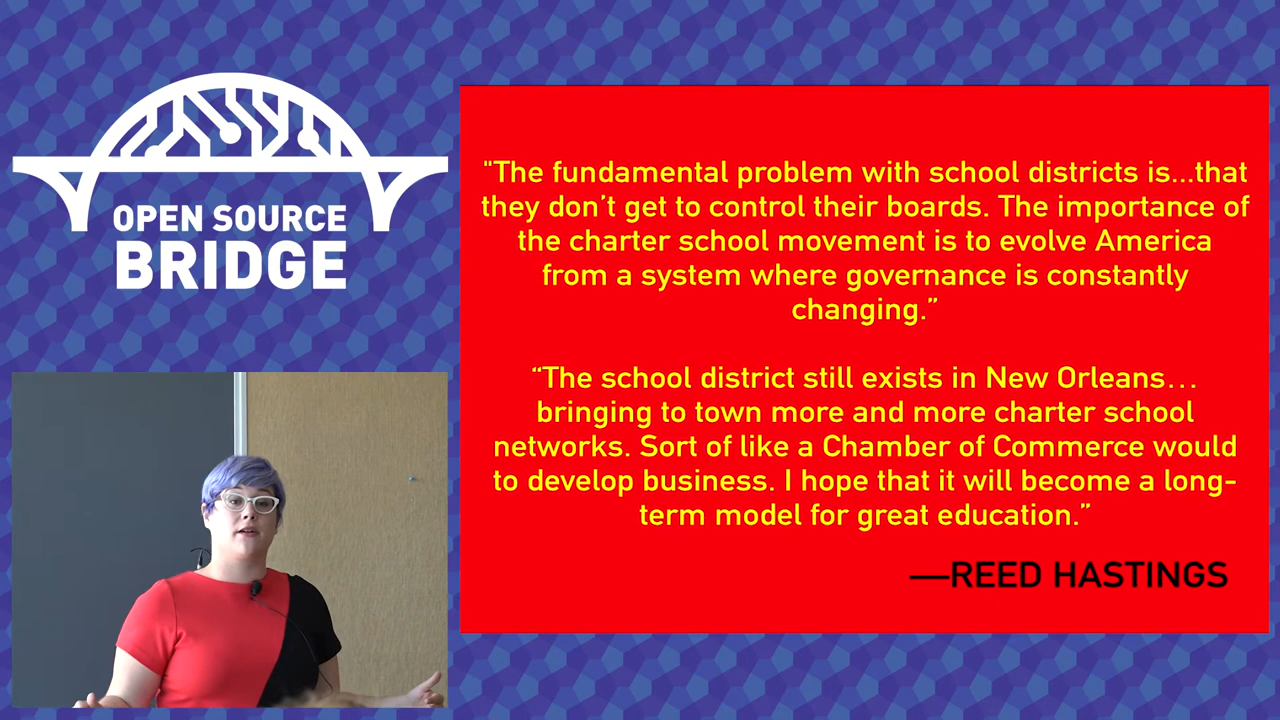 OPEN SOURCE
BRIDGE
"The fundamental problem with school districts is...that
they don't get to control their boards. The importance of
the charter school movement is to evolve America
from a system where governance is constantly
changing.”
“The school district still exists in New Orleans...
bringing to town more and more charter school
networks. Sort of like a Chamber of Commerce would
to develop business. I hope that it will become a long-
term model for great education.”
—REED HASTINGS